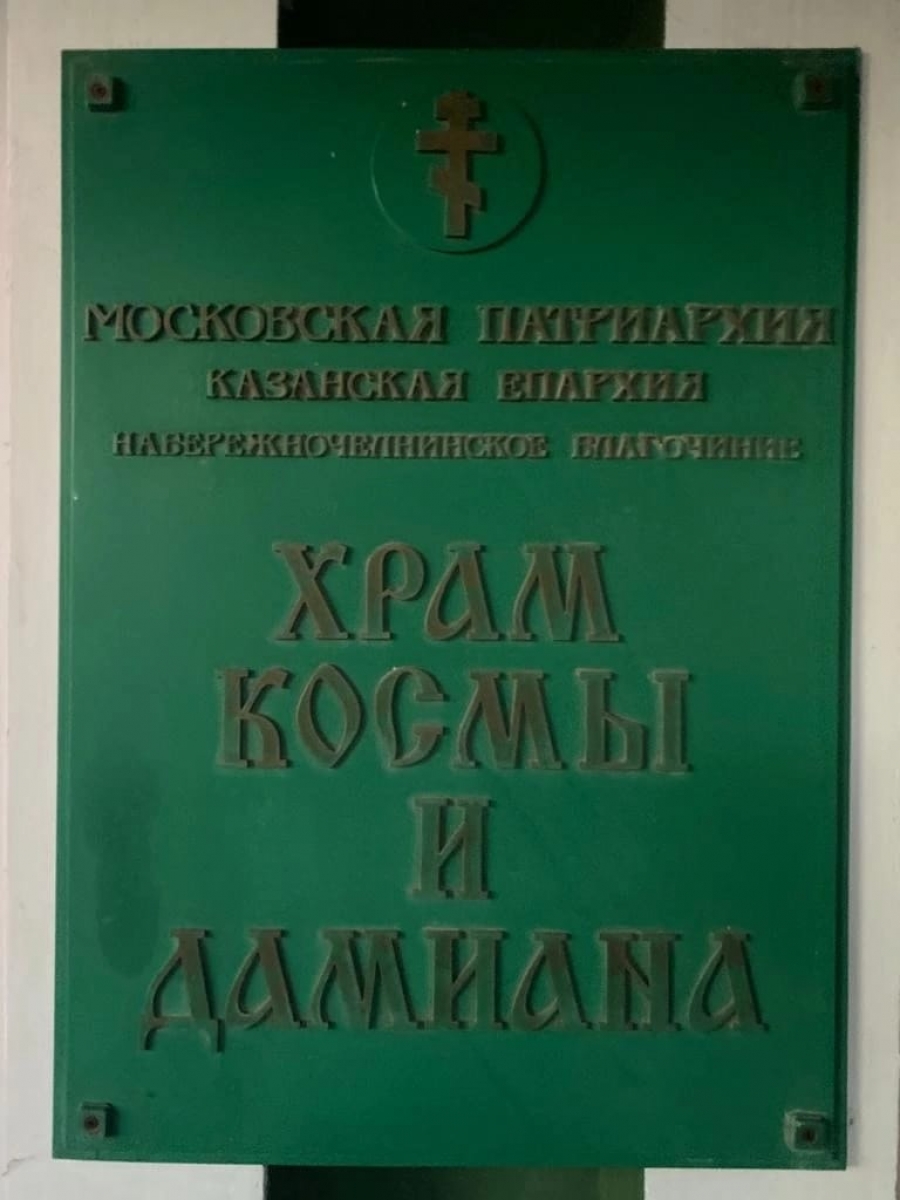 МОСКОВСКАЯ ПАТРИАРХИЯ
КАЗАНСКАЯ ЕПАРХИЯ
НАБЕРЕЖНОЧЕЛНИНСКОЕ БЛАГОЧИНИЕ
ХРАМ
КОСМЫ
И
ДАМИАНА